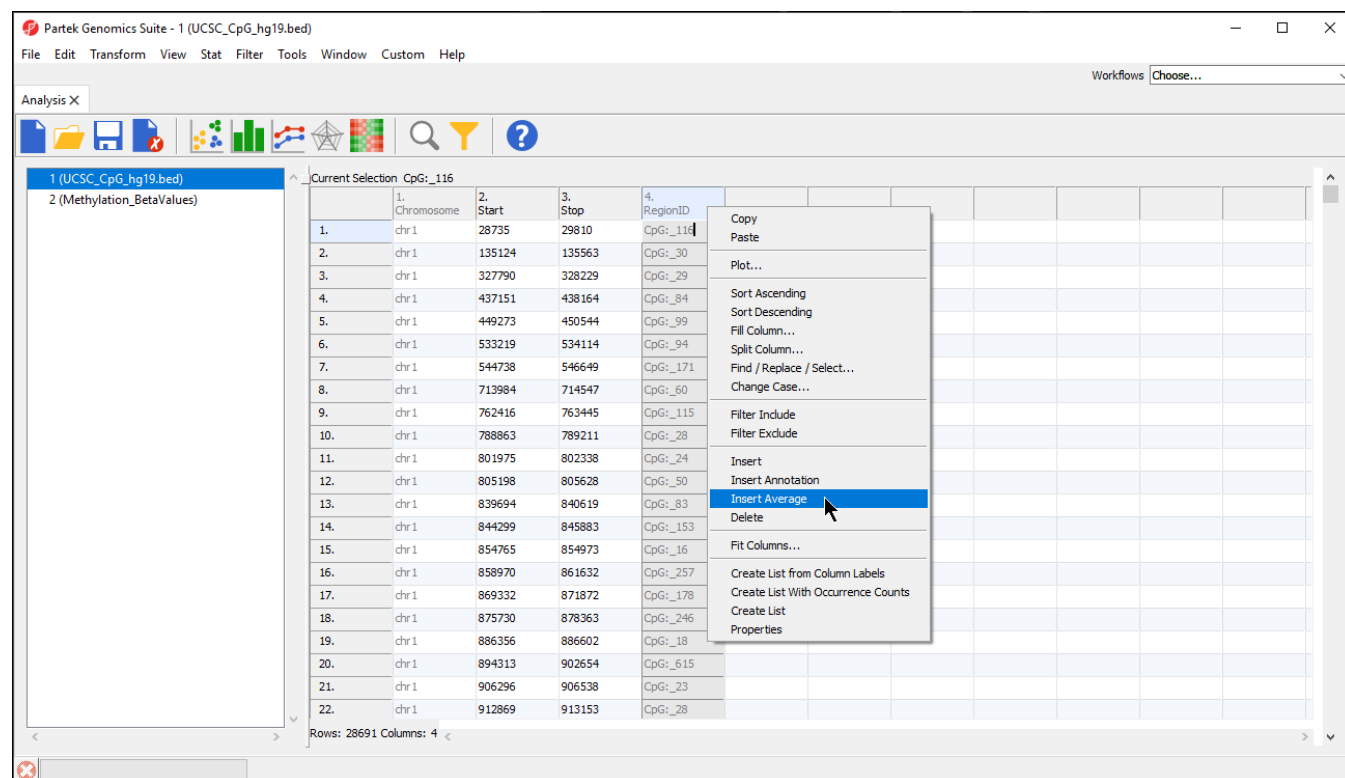 Partek Genomics Suite - 1 (UCSC_CpG_hg19.bed)
File Edit Transform View Stat Filter Tools Window Custom Help
Workflows Choose...
Analysis
1 (UCSC_CpG_hg19.bed)
2 (Methylation_BetaValues)
Current Selection CpG:_116
1. Chromosome 2. Start 3. Stop 4. RegionID
1. chr1 28735 29810 CpG:_116
2. chr1 135124 135563 CpG:_30
3. chr1 327790 328229 CpG:_29
4. chr1 437151 438164 CpG:_84
5. chr1 449273 450544 CpG:_99
6. chr1 533219 534114 CpG:_94
7. chr1 544738 546649 CpG:_171
8. chr1 713984 714547 CpG:_60
9. chr1 762416 763445 CpG:_115
10. chr1 788863 789211 CpG:_28
11. chr1 801975 802338 CpG:_24
12. chr1 805198 805628 CpG:_50
13. chr1 839694 840619 CpG:_83
14. chr1 844299 845883 CpG:_153
15. chr1 854765 854973 CpG:_16
16. chr1 858970 861632 CpG:_257
17. chr1 869332 871872 CpG:_178
18. chr1 875730 878363 CpG:_246
19. chr1 886356 886602 CpG:_18
20. chr1 894313 902654 CpG:_615
21. chr1 906296 906538 CpG:_23
22. chr1 912869 913153 CpG:_28
Rows: 28691 Columns: 4
Copy
Paste
Plot...
Sort Ascending
Sort Descending
Fill Column...
Split Column...
Find / Replace / Select...
Change Case...
Filter Include
Filter Exclude
Insert
Insert Annotation
Insert Average
Delete
Fit Columns...
Create List from Column Labels
Create List With Occurrence Counts
Create List
Properties